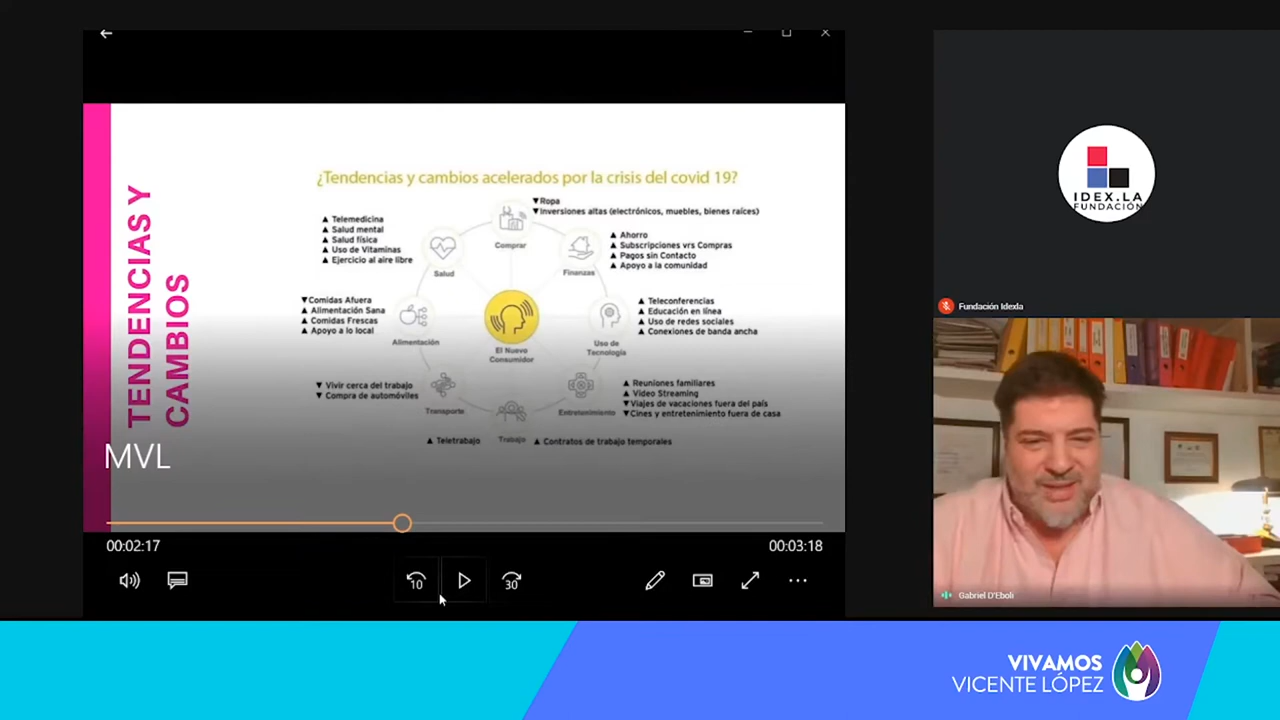 TENDENCIAS Y
CAMBIOS
¿Tendencias y cambios acelerados por la crisis del covid 19?
▼Ropa
▼Inversiones altas (electrónicos, muebles, bienes raíces)
Comprar
▲ Telemedicina
▲ Salud mental
▲ Salud física
▲ Uso de Vitaminas
▲ Ejercicio al aire libre
Salud
▲ Ahorro
▲ Subscripciones vrs Compras
▲ Pagos sin Contacto
▲ Apoyo a la comunidad
Finanzas
▼Comidas Afuera
▲ Alimentación Sana
▲ Comidas Frescas
▲ Apoyo a lo local
Alimentación
El Nuevo
Consumidor
▲ Teleconferencias
▲ Educación en línea
▲ Uso de redes sociales
▲ Conexiones de banda ancha
Uso de
Tecnología
▼ Vivir cerca del trabajo
▼ Compra de automóviles
Transporte
▲ Reuniones familiares
▲ Video Streaming
▼Viajes de vacaciones fuera del país
▼Cines y entretenimiento fuera de casa
Entretenimiento
▲ Teletrabajo
Trabajo
▲ Contratos de trabajo temporales
MVL
00:02:17
00:03:18
10
30
IDEX.LA
FUNDACIÓN
Fundación Idexla
Gabriel D'Eboli
VIVAMOS
VICENTE LÓPEZ